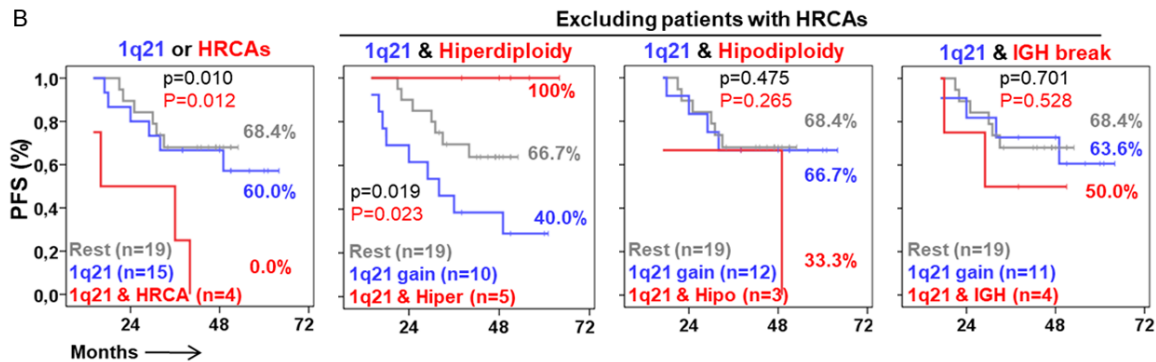 B
Excluding patients with HRCAs
1q21 or HRCAs
1q21 & Hiperdiploidy
1q21 & Hipodiploidy
1q21 & IGH break
PFS (%)
1,0
0,8
0,6
0,4
0,2
0,0
p=0.010
P=0.012
68.4%
60.0%
0.0%
Rest (n=19)
1q21 (n=15)
1q21 & HRCA (n=4)
24 48 72
100%
66.7%
p=0.019
P=0.023
40.0%
Rest (n=19)
1q21 gain (n=10)
1q21 & Hiper (n=5)
24 48 72
p=0.475
P=0.265
68.4%
66.7%
33.3%
Rest (n=19)
1q21 gain (n=12)
1q21 & Hipo (n=3)
24 48 72
p=0.701
P=0.528
68.4%
63.6%
50.0%
Rest (n=19)
1q21 gain (n=11)
1q21 & IGH (n=4)
24 48 72
Months